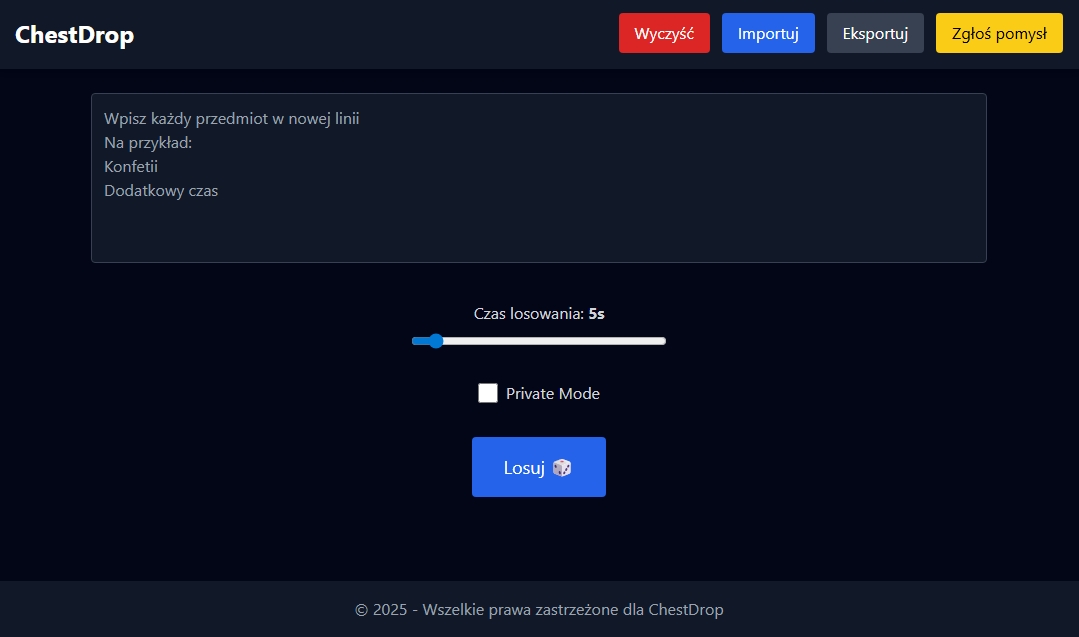 ChestDrop
Wyczyść
Importuj
Eksportuj
Zgłoś pomysł
Wpisz każdy przedmiot w nowej linii
Na przykład:
Konfetii
Dodatkowy czas
Czas losowania: 5s
Private Mode
Losuj 🎲
© 2025 - Wszelkie prawa zastrzeżone dla ChestDrop